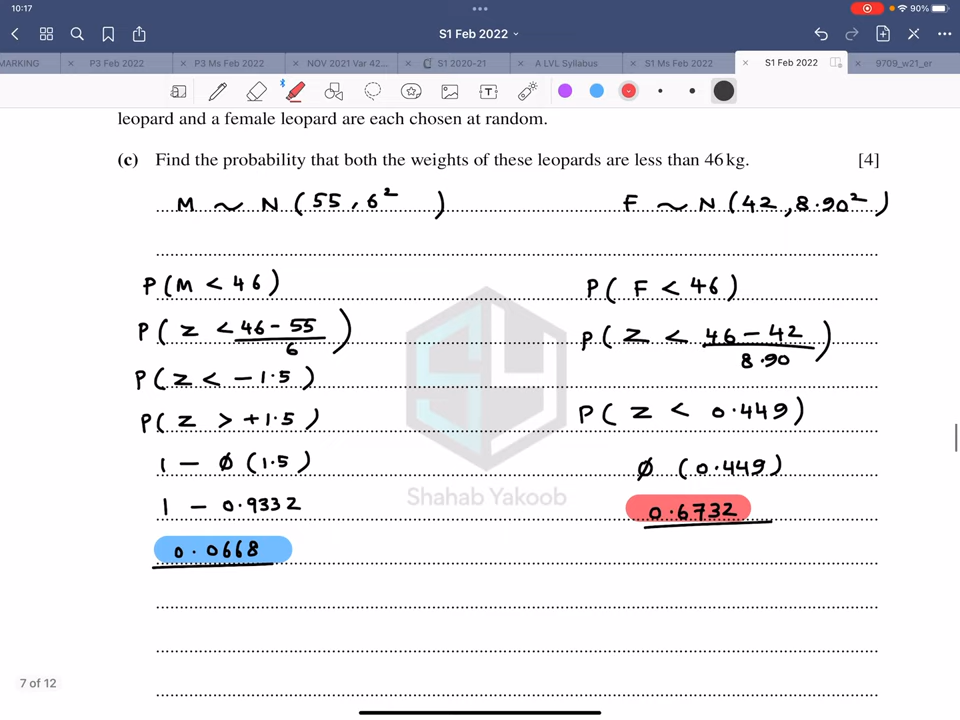 10:17
90%
S1 Feb 2022
MARKING
P3 Feb 2022
P3 Ms Feb 2022
NOV 2021 Var 42...
S1 2020-21
A LVL Syllabus
S1 Ms Feb 2022
S1 Feb 2022
9709_w21_er
leopard and a female leopard are each chosen at random.
(c) Find the probability that both the weights of these leopards are less than 46 kg. [4]
M ~ N (55, 6²)
F ~ N (42, 8.90²)
P(M < 46)
P( F < 46)
P( Z < 46 - 55 / 6 )
P( Z < 46 - 42 / 8.90 )
P( Z < -1.5 )
P( Z > +1.5 )
P( Z < 0.449)
1 - Ø (1.5)
Ø (0.449)
1 - 0.9332
0.6732
0.0668
Shahab Yakoob
7 of 12